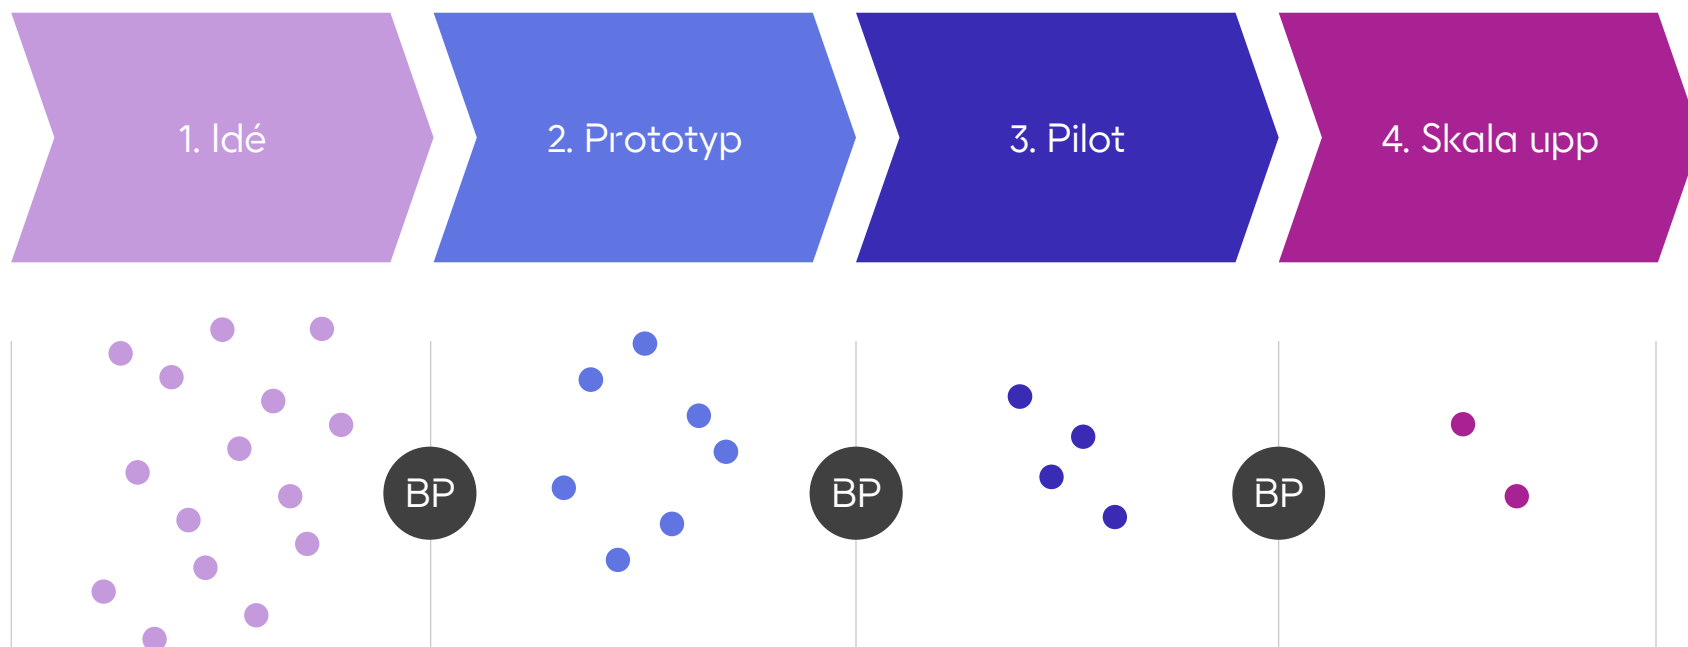 1. Idé
2. Prototyp
3. Pilot
4. Skala upp
BP
BP
BP